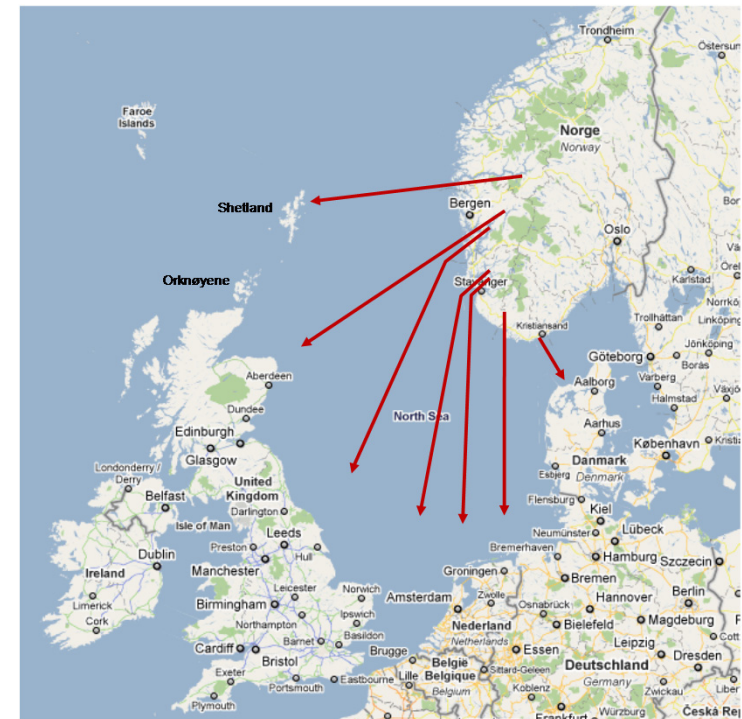 Trondheim
Östersun
Faroe
Islands
Norge
Norway
Shetland
Bergen
Bor
Oslo
Orknøyene
Karlstad
Stavanger
Norrkö
Trollhättan
Linköping
Kristiansand
Jönköping
Göteborg
Borås
Aalborg
Varberg
Växjö
Halmstad
Aberdeen
Dundee
North Sea
Aarhus
Edinburgh
København
Kristia
Glasgow
Danmark
Denmark
Londonderry /
Derry
United
Kingdom
Esbjerg
Belfast
Flensburg
Kiel
Darlington
Isle of Man
Neumünster
Lübeck
Leeds
Preston
Hull
Bremerhaven
Hamburg
Szczecin
Dublin
Ireland
Manchester
Groningen
Bremen
Leicester
Norwich
Amsterdam
Zwolle
Hannover
Berlin
Limerick
Birmingham
Osnabrück
Cork
Northampton
Ipswich
Nederland
Netherlands
Bielefeld
Magdeburg
Cardiff
Barnet
Basildon
Cott
Bristol
Brugge
Essen
Leipzig
Exeter
België
Belgique
Belgium
Sittard-Geleen
Deutschland
Germany
Dresden
Portsmouth
Eastbourne
Lille
Koblenz
Zwickau
Liber
Plymouth
Frankfurt
Würzburg
Česká Rep